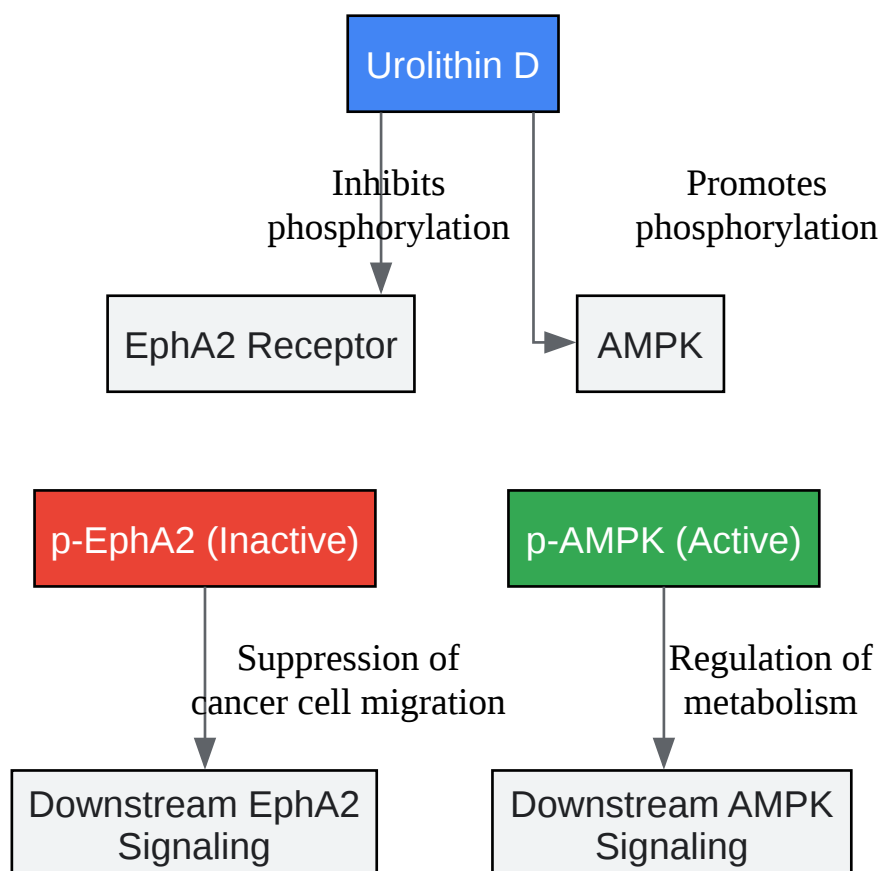 Urolithin D
Inhibits
phosphorylation
Promotes
phosphorylation
EphA2 Receptor
AMPK
p-EphA2 (Inactive)
p-AMPK (Active)
Suppression of
cancer cell migration
Regulation of
metabolism
Downstream EphA2
Signaling
Downstream AMPK
Signaling